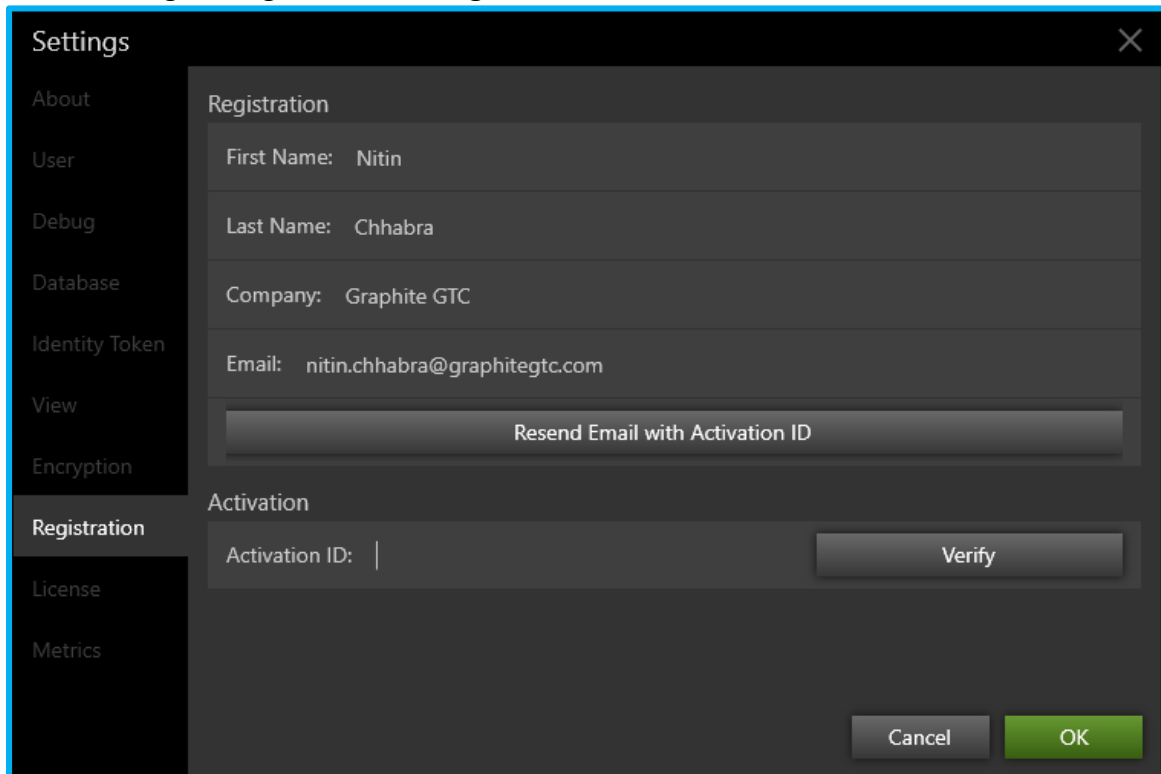 Settings
About
User
Debug
Database
Identity Token
View
Encryption
Registration
License
Metrics
Registration
First Name: Nitin
Last Name: Chhabra
Company: Graphite GTC
Email: nitin.chhabra@graphitegtc.com
Resend Email with Activation ID
Activation
Activation ID:
Verify
Cancel
OK